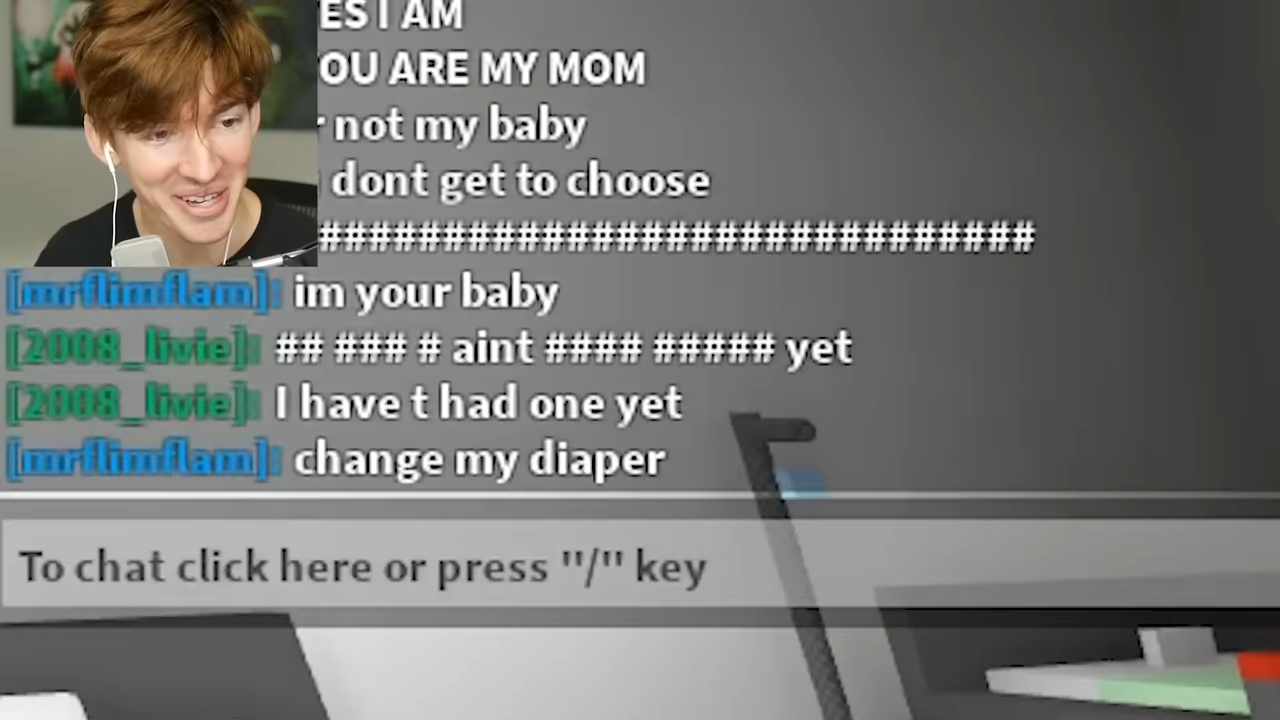 ES I AM
OU ARE MY MOM
not my baby
dont get to choose
##############################
[mrflimflam]: im your baby
[2008_livie]: ## ### # aint #### ##### yet
[2008_livie]: I have t had one yet
[mrflimflam]: change my diaper
To chat click here or press "/" key